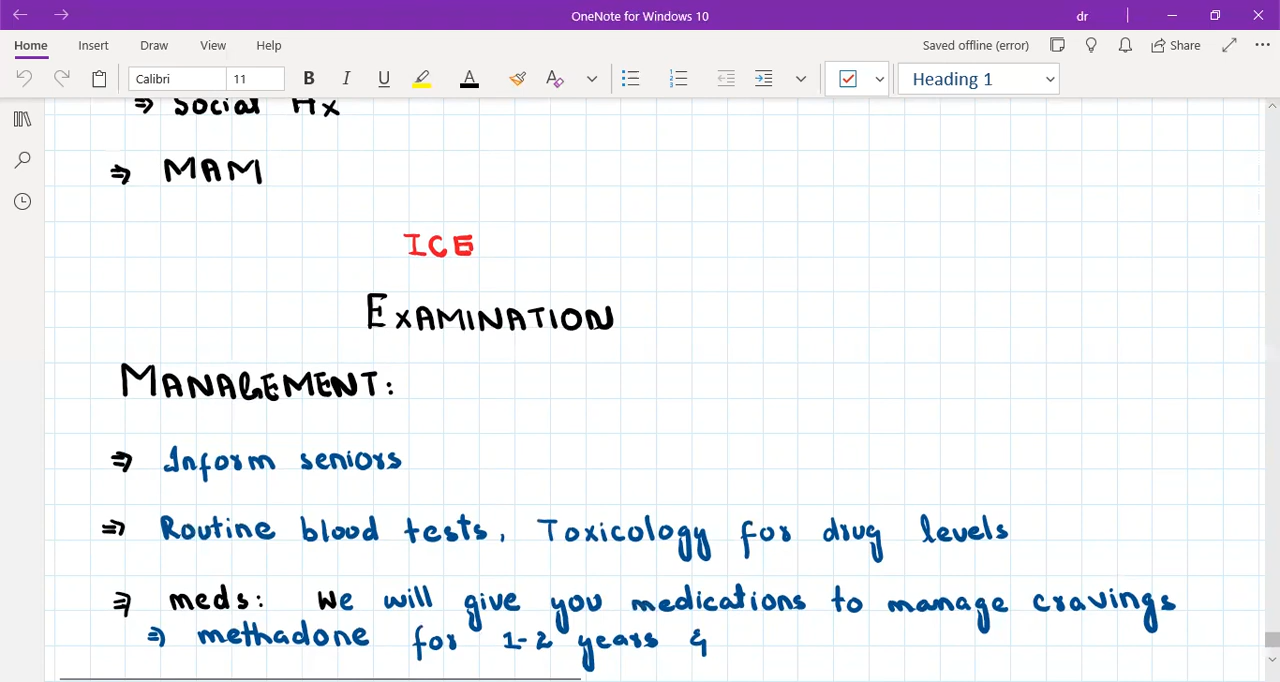 OneNote for Windows 10
dr
Home Insert Draw View Help
Saved offline (error)
Share
Calibri 11
B I U A A
Heading 1
⇒ Social Hx
⇒ MAM
ICE
EXAMINATION
MANAGEMENT:
⇒ Inform seniors
⇒ Routine blood tests, Toxicology for drug levels
⇒ meds: We will give you medications to manage cravings
⇒ methadone for 1-2 years &